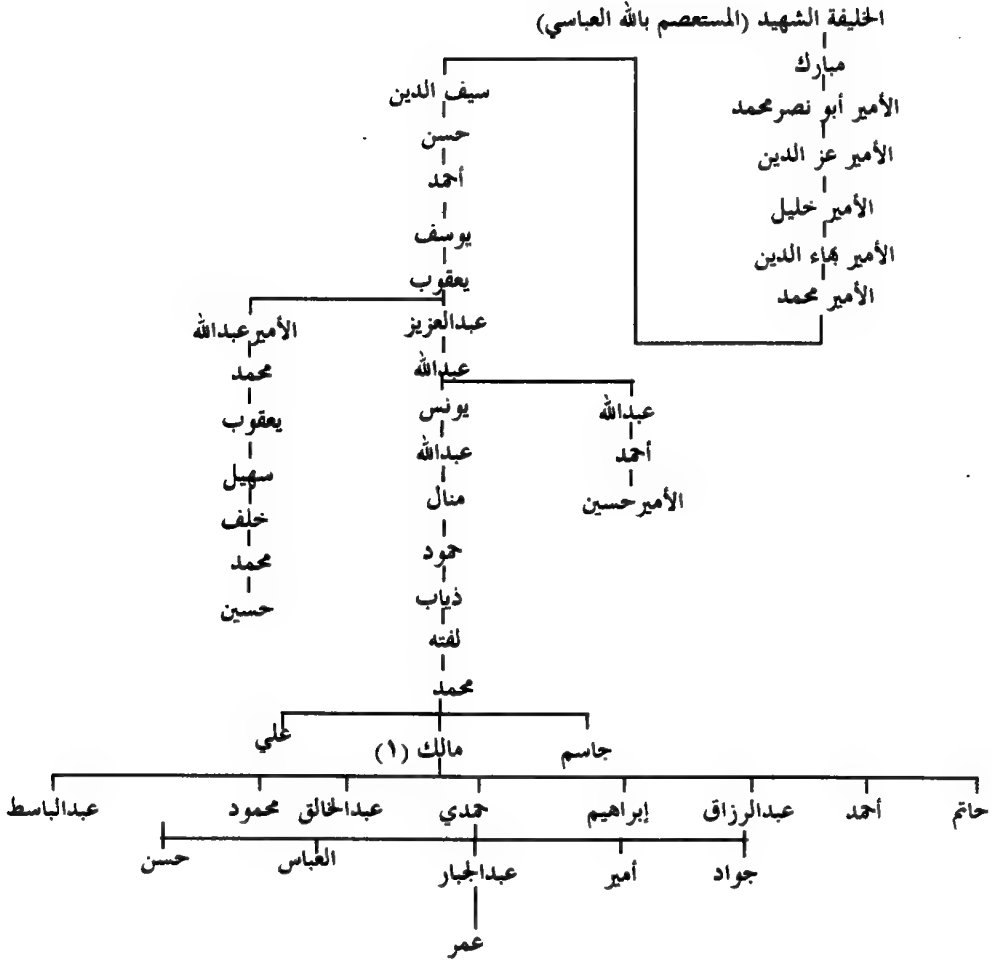 الخليفة الشهيد (المستعصم بالله العباسي)
مبارك
الأمير أبو نصر محمد
الأمير عز الدين
الأمير خليل
الأمير بهاء الدين
الأمير محمد
سيف الدين
حسن
أحمد
يوسف
يعقوب
عبدالعزيز
الأمير عبدالله
عبدالله
محمد
يونس
عبدالله
يعقوب
عبدالله
أحمد
سهيل
منال
الأمير حسين
خلف
حمود
محمد
ذياب
حسين
لفته
محمد
جاسم
مالك (١)
علي
حاتم
أحمد
عبدالرزاق
إبراهيم
حمدي
عبدالخالق
محمود
عبدالباسط
جواد
أمير
عبدالجبار
العباس
حسن
عمر